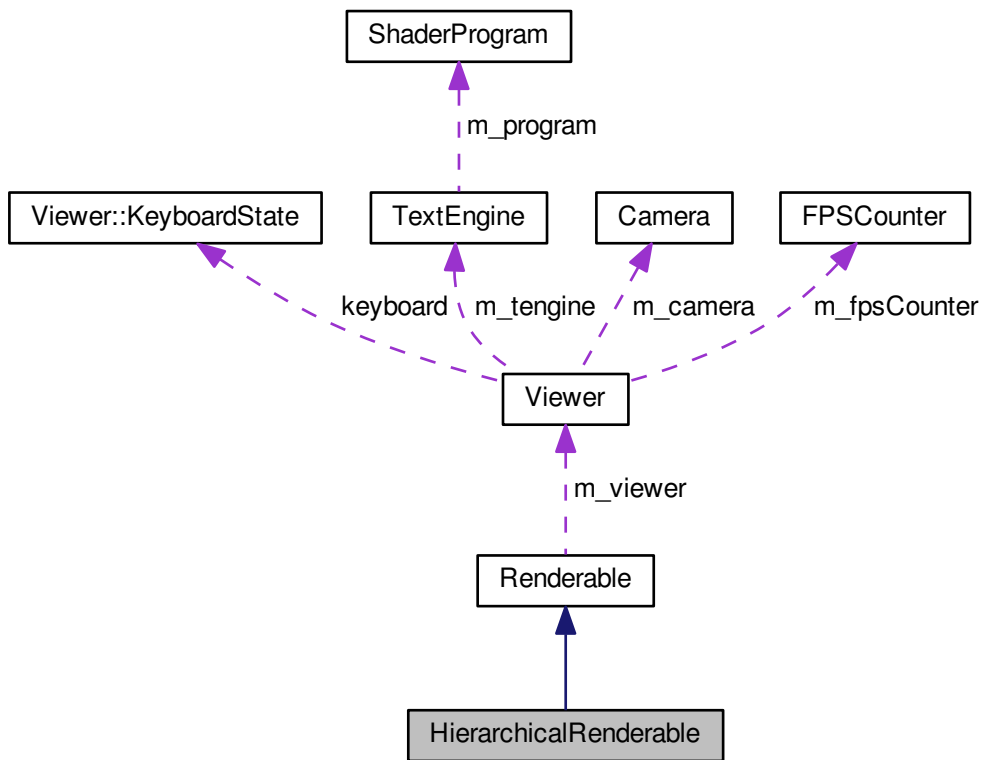 ShaderProgram
m_program
Viewer::KeyboardState
TextEngine
Camera
FPSCounter
keyboard
m_tengine
m_camera
m_fpsCounter
Viewer
m_viewer
Renderable
HierarchicalRenderable